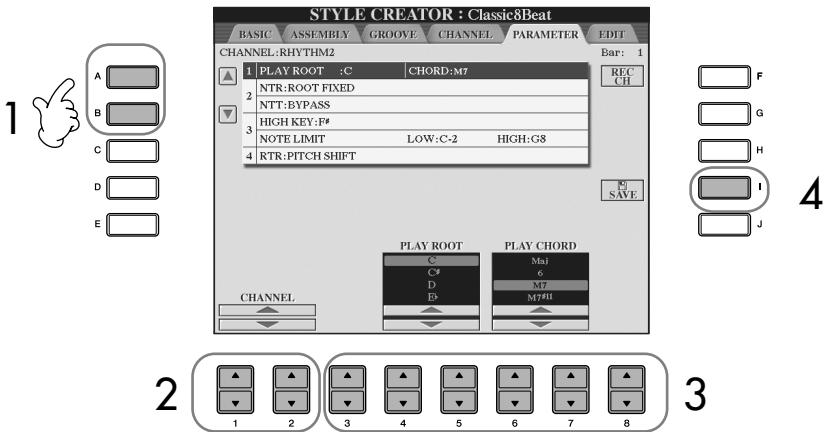 STYLE CREATOR : Classic8Beat
BASIC ASSEMBLY GROOVE CHANNEL PARAMETER EDIT
CHANNEL:RHYTHM2 Bar: 1
1 PLAY ROOT :C CHORD:M7
2 NTR:ROOT FIXED
NTT:BYPASS
3 HIGH KEY:F♯
NOTE LIMIT LOW:C-2 HIGH:G8
4 RTR:PITCH SHIFT
REC
CH
SAVE
PLAY ROOT
C
C♯
D
E♭
PLAY CHORD
Maj
6
M7
M7♯11
CHANNEL
1
A
B
C
D
E
F
G
H
I
J
4
2
1 2 3 4 5 6 7 8
3